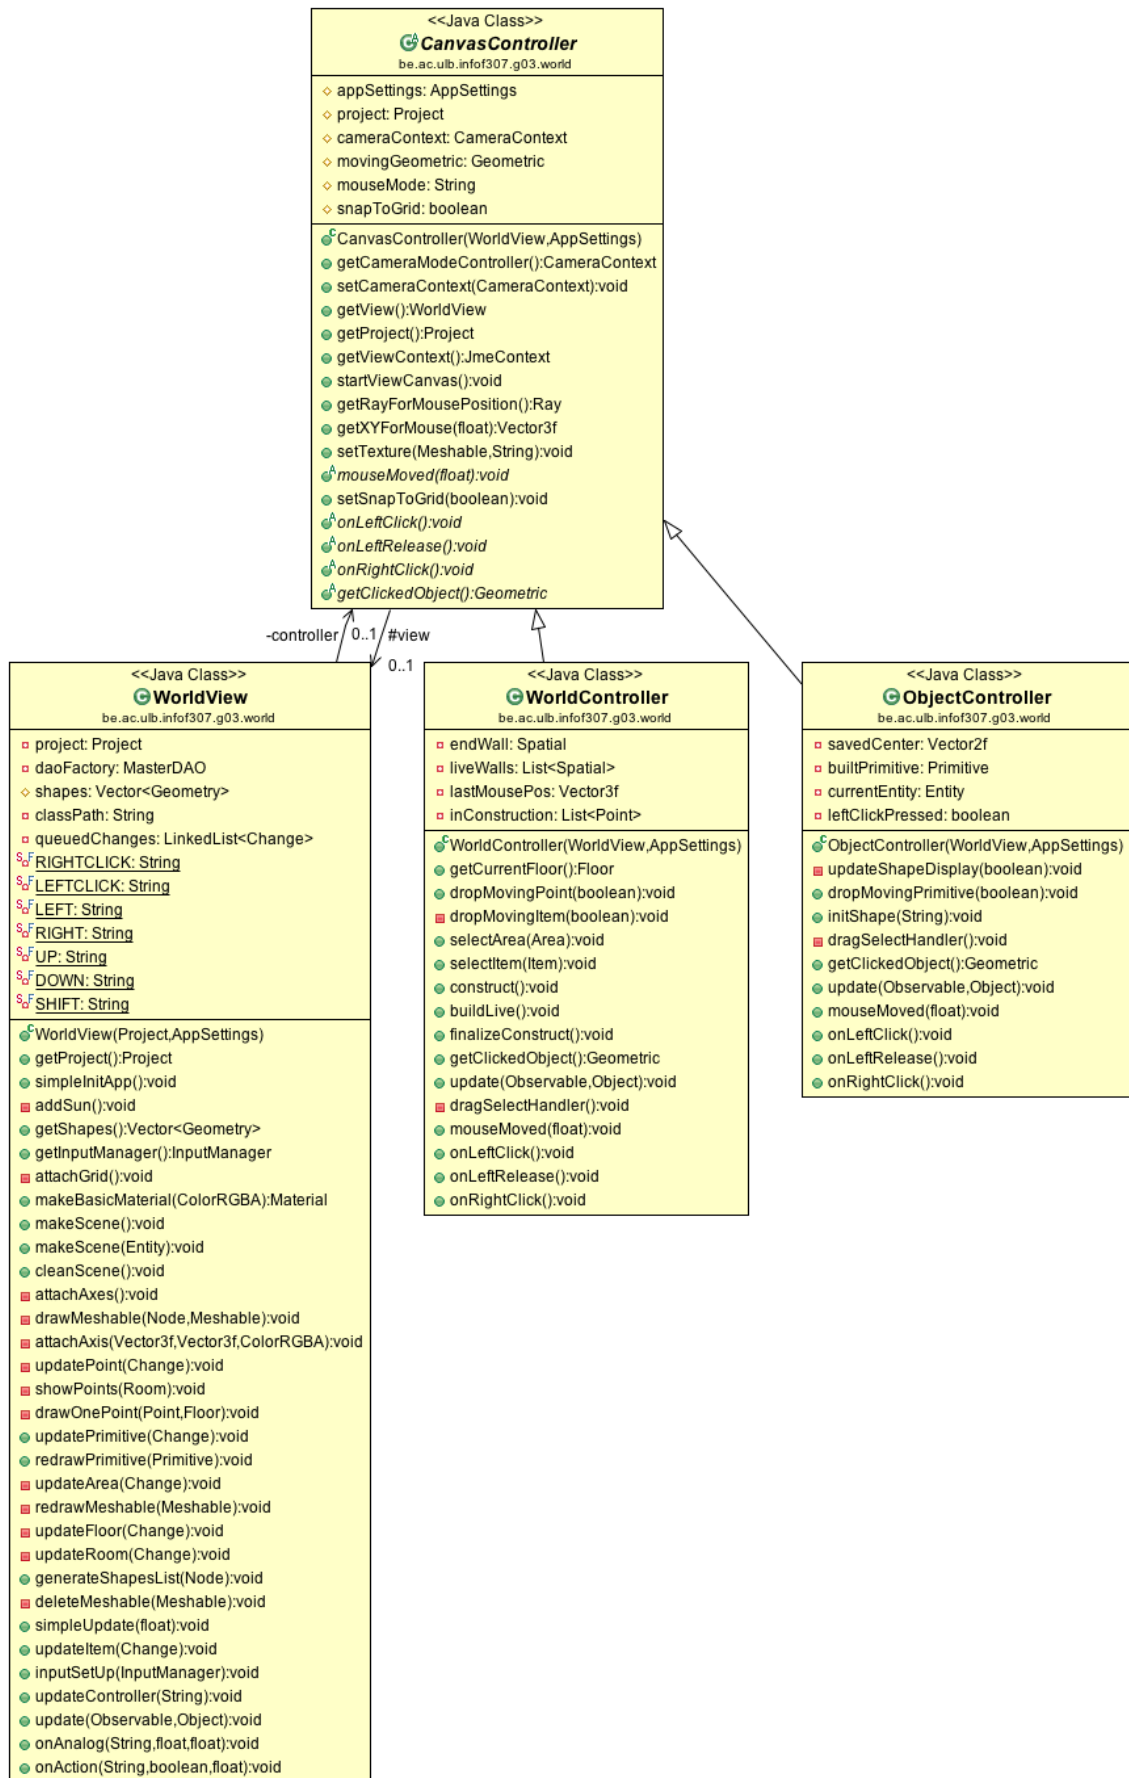 <<Java Class>>
CanvasController
be.ac.ulb.infof307.g03.world
appSettings: AppSettings
project: Project
cameraContext: CameraContext
movingGeometric: Geometric
mouseMode: String
snapToGrid: boolean
CanvasController(WorldView,AppSettings)
getCameraModeController():CameraContext
setCameraContext(CameraContext):void
getView():WorldView
getProject():Project
getViewContext():JmeContext
startViewCanvas():void
getRayForMousePosition():Ray
getXYForMouse(float):Vector3f
setTexture(Meshable,String):void
mouseMoved(float):void
setSnapToGrid(boolean):void
onLeftClick():void
onLeftRelease():void
onRightClick():void
getClickedObject():Geometric
-controller 0..1 #view
0..1
<<Java Class>>
WorldView
be.ac.ulb.infof307.g03.world
project: Project
daoFactory: MasterDAO
shapes: Vector<Geometry>
classPath: String
queuedChanges: LinkedList<Change>
RIGHTCLICK: String
LEFTCLICK: String
LEFT: String
RIGHT: String
UP: String
DOWN: String
SHIFT: String
WorldView(Project,AppSettings)
getProject():Project
simpleInitApp():void
addSun():void
getShapes():Vector<Geometry>
getInputManager():InputManager
attachGrid():void
makeBasicMaterial(ColorRGBA):Material
makeScene():void
makeScene(Entity):void
cleanScene():void
attachAxes():void
drawMeshable(Node,Meshable):void
attachAxis(Vector3f,Vector3f,ColorRGBA):void
updatePoint(Change):void
showPoints(Room):void
drawOnePoint(Point,Floor):void
updatePrimitive(Change):void
redrawPrimitive(Primitive):void
updateArea(Change):void
redrawMeshable(Meshable):void
updateFloor(Change):void
updateRoom(Change):void
generateShapesList(Node):void
deleteMeshable(Meshable):void
simpleUpdate(float):void
updateItem(Change):void
inputSetUp(InputManager):void
updateController(String):void
update(Observable,Object):void
onAnalog(String,float,float):void
onAction(String,boolean,float):void
<<Java Class>>
WorldController
be.ac.ulb.infof307.g03.world
endWall: Spatial
liveWalls: List<Spatial>
lastMousePos: Vector3f
inConstruction: List<Point>
WorldController(WorldView,AppSettings)
getCurrentFloor():Floor
dropMovingPoint(boolean):void
dropMovingItem(boolean):void
selectArea(Area):void
selectItem(Item):void
construct():void
buildLive():void
finalizeConstruct():void
getClickedObject():Geometric
update(Observable,Object):void
dragSelectHandler():void
mouseMoved(float):void
onLeftClick():void
onLeftRelease():void
onRightClick():void
<<Java Class>>
ObjectController
be.ac.ulb.infof307.g03.world
savedCenter: Vector2f
builtPrimitive: Primitive
currentEntity: Entity
leftClickPressed: boolean
ObjectController(WorldView,AppSettings)
updateShapeDisplay(boolean):void
dropMovingPrimitive(boolean):void
initShape(String):void
dragSelectHandler():void
getClickedObject():Geometric
update(Observable,Object):void
mouseMoved(float):void
onLeftClick():void
onLeftRelease():void
onRightClick():void